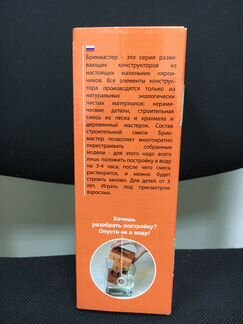 Брикмастер - это серия разви-
вающих конструкторов из
настоящих маленьких кирпи-
чиков. Все элементы конструк-
тора производятся только из
натуральных экологически
чистых материалов: керами-
ческие детали, строительная
смесь из песка и крахмала и
деревянный мастерок. Состав
строительной смеси Брик-
мастер позволяет многократно
перестраивать собранные
модели - для этого надо всего
лишь положить постройку в воду
на 3-4 часа, после чего смесь
растворится, и можно будет
строить заново. Для детей от 3
лет. Играть под присмотром
взрослых.
Хочешь
разобрать постройку?
Опусти ее в воду!